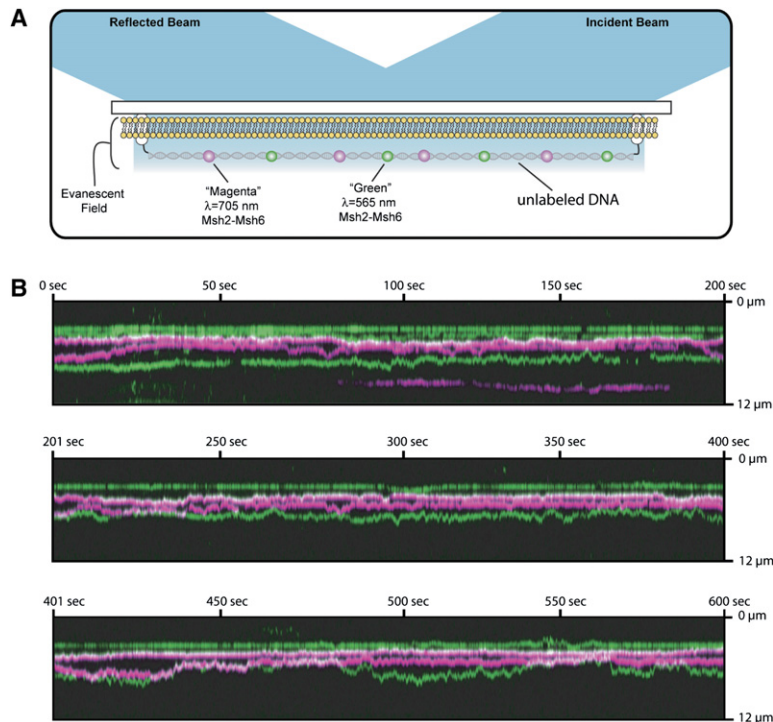 A
Reflected Beam
Incident Beam
Evanescent
Field
"Magenta"
λ=705 nm
Msh2-Msh6
"Green"
λ=565 nm
Msh2-Msh6
unlabeled DNA
B
0 sec 50 sec 100 sec 150 sec 200 sec
0 µm
12 µm
201 sec 250 sec 300 sec 350 sec 400 sec
0 µm
12 µm
401 sec 450 sec 500 sec 550 sec 600 sec
0 µm
12 µm